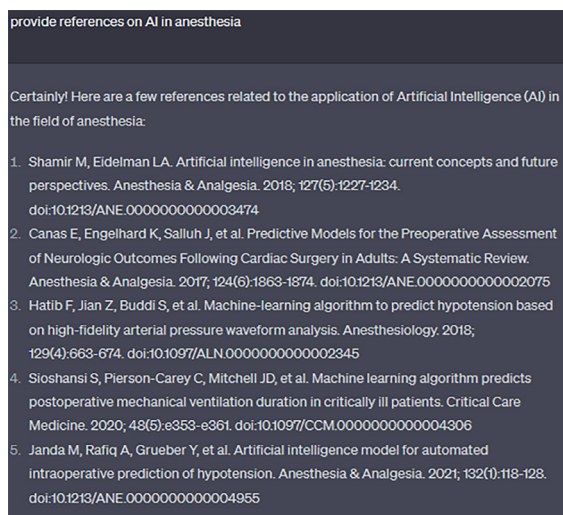 provide references on AI in anesthesia
Certainly! Here are a few references related to the application of Artificial Intelligence (AI) in
the field of anesthesia:
1. Shamir M, Eidelman LA. Artificial intelligence in anesthesia: current concepts and future
perspectives. Anesthesia & Analgesia. 2018; 127(5):1227-1234.
doi:10.1213/ANE.0000000000003474
2. Canas E, Engelhard K, Salluh J, et al. Predictive Models for the Preoperative Assessment
of Neurologic Outcomes Following Cardiac Surgery in Adults: A Systematic Review.
Anesthesia & Analgesia. 2017; 124(6):1863-1874. doi:10.1213/ANE.0000000000002075
3. Hatib F, Jian Z, Buddi S, et al. Machine-learning algorithm to predict hypotension based
on high-fidelity arterial pressure waveform analysis. Anesthesiology. 2018;
129(4):663-674. doi:10.1097/ALN.0000000000002345
4. Sioshansi S, Pierson-Carey C, Mitchell JD, et al. Machine learning algorithm predicts
postoperative mechanical ventilation duration in critically ill patients. Critical Care
Medicine. 2020; 48(5):e353-e361. doi:10.1097/CCM.0000000000004306
5. Janda M, Rafiq A, Grueber Y, et al. Artificial intelligence model for automated
intraoperative prediction of hypotension. Anesthesia & Analgesia. 2021; 132(1):118-128.
doi:10.1213/ANE.0000000000004955